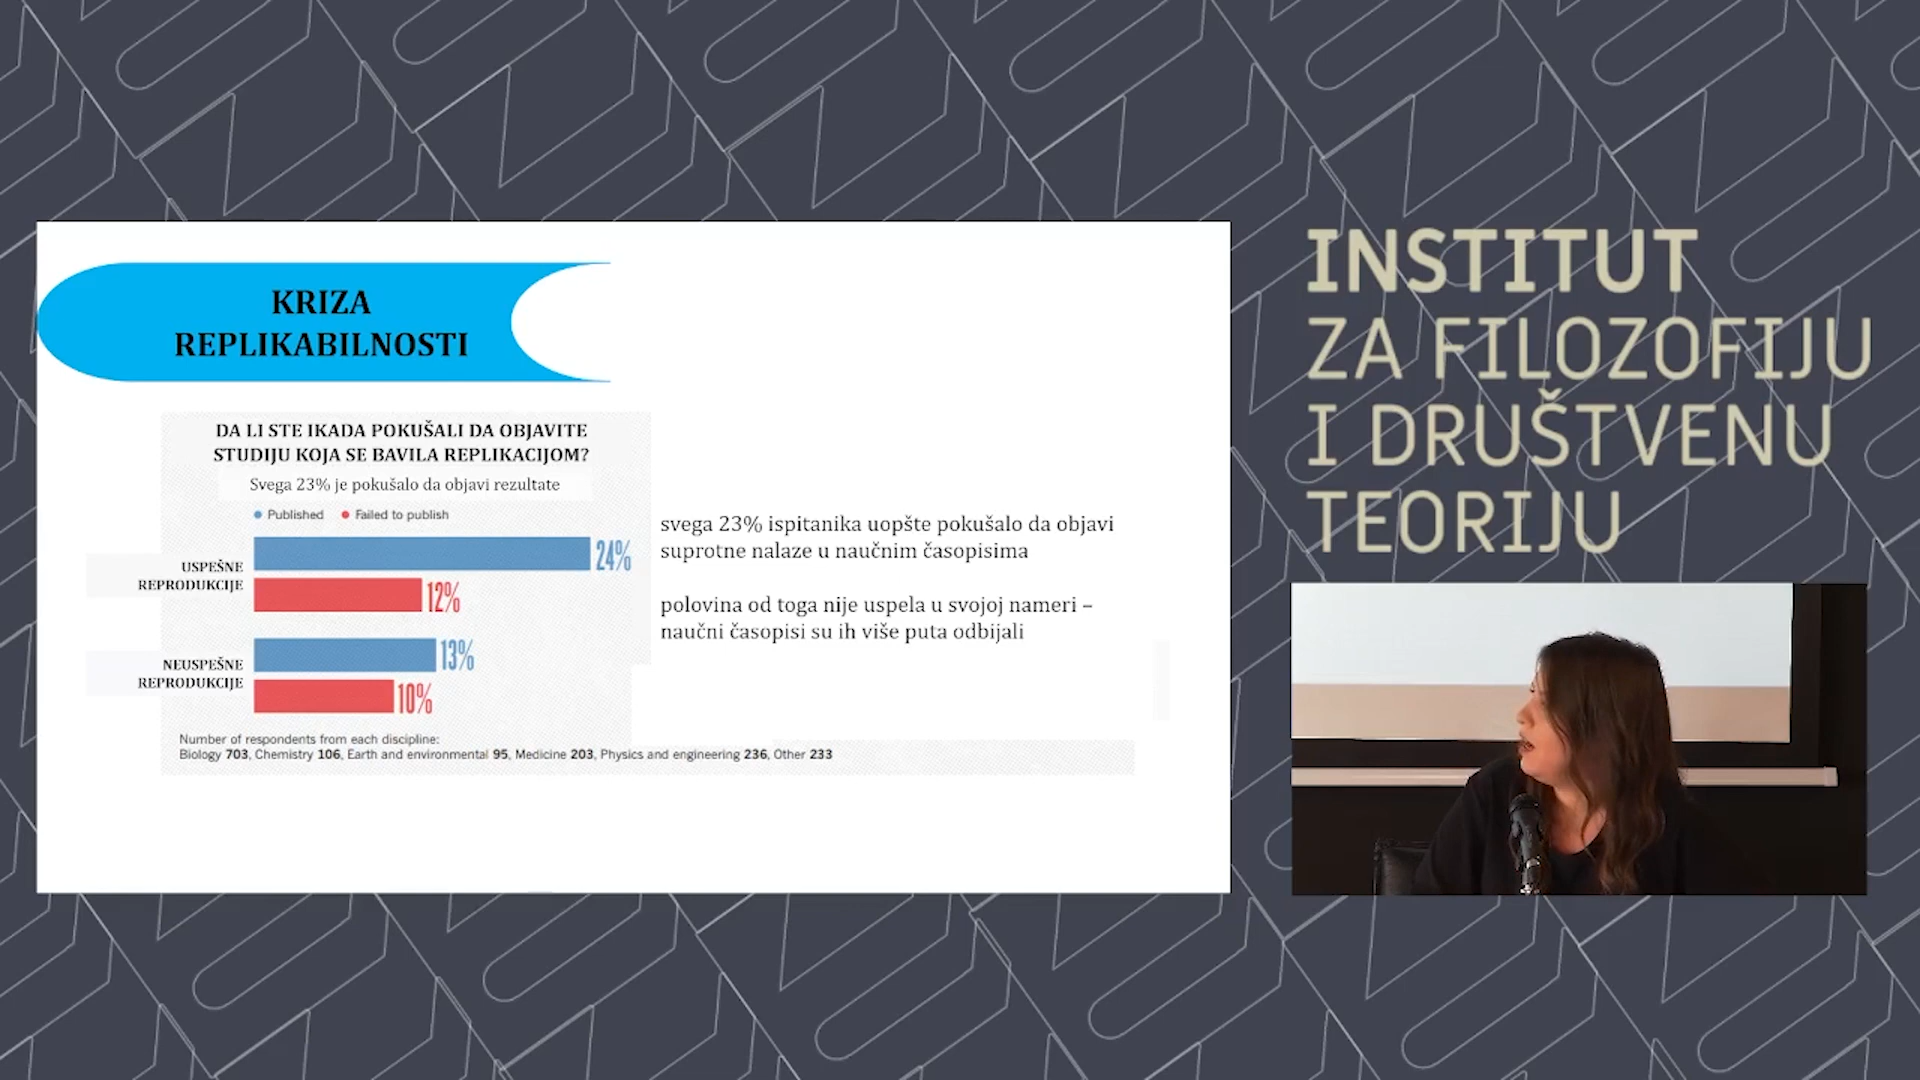 KRIZA
REPLIKABILNOSTI
DA LI STE IKADA POKUŠALI DA OBJAVITE
STUDIJU KOJA SE BAVILA REPLIKACIJOM?
Svega 23% je pokušalo da objavi rezultate
Published Failed to publish
USPEŠNE
REPRODUKCIJE
24%
12%
NEUSPEŠNE
REPRODUKCIJE
13%
10%
Number of respondents from each discipline:
Biology 703, Chemistry 106, Earth and environmental 95, Medicine 203, Physics and engineering 236, Other 233
svega 23% ispitanika uopšte pokušalo da objavi
suprotne nalaze u naučnim časopisima
polovina od toga nije uspela u svojoj nameri –
naučni časopisi su ih više puta odbijali
INSTITUT
ZA FILOZOFIJU
I DRUŠTVENU
TEORIJU